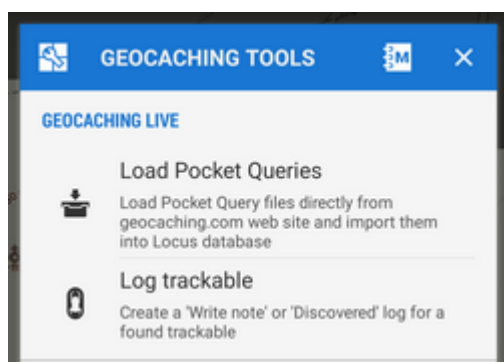 GEOCACHING TOOLS
M
GEOCACHING LIVE
Load Pocket Queries
Load Pocket Query files directly from
geocaching.com web site and import them
into Locus database
Log trackable
Create a 'Write note' or 'Discovered' log for a
found trackable